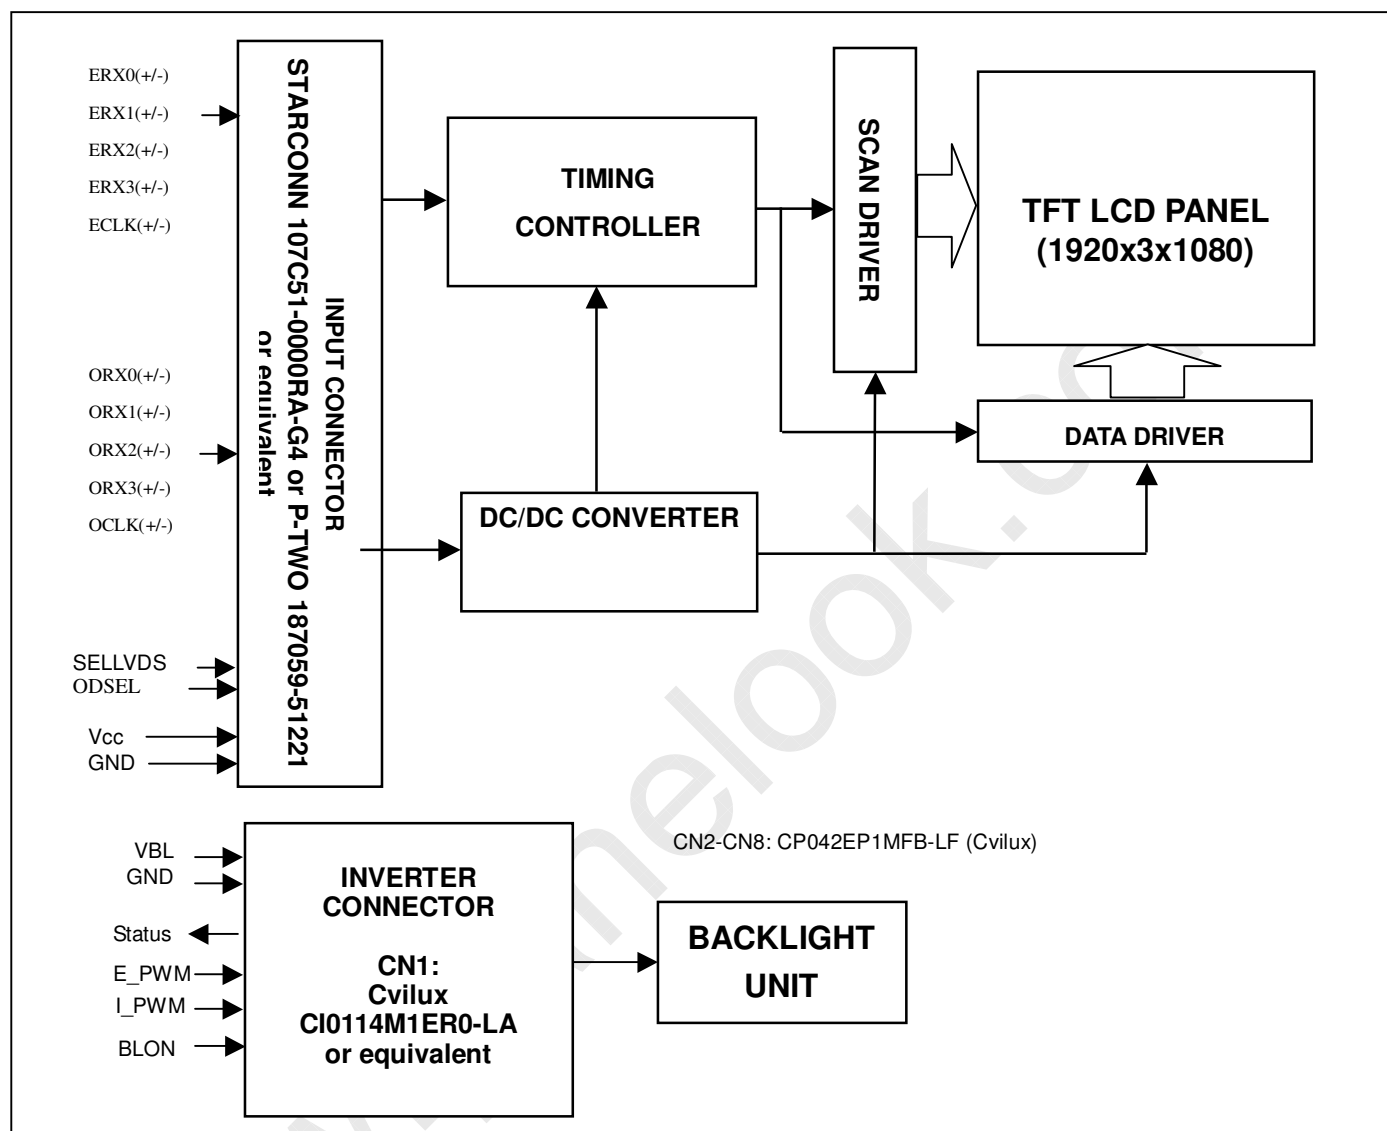 ERX0(+/-)
ERX1(+/-)
ERX2(+/-)
ERX3(+/-)
ECLK(+/-)
ORX0(+/-)
ORX1(+/-)
ORX2(+/-)
ORX3(+/-)
OCLK(+/-)
SELLVDS
ODSEL
Vcc
GND
INPUT CONNECTOR
STARCONN 107C51-0000RA-G4 or P-TWO 187059-51221
or equivalent
TIMING
CONTROLLER
SCAN DRIVER
TFT LCD PANEL
(1920x3x1080)
DATA DRIVER
DC/DC CONVERTER
VBL
GND
Status
E_PWM
I_PWM
BLON
INVERTER
CONNECTOR
CN1:
Cvilux
CI0114M1ER0-LA
or equivalent
CN2-CN8: CP042EP1MFB-LF (Cvilux)
BACKLIGHT
UNIT